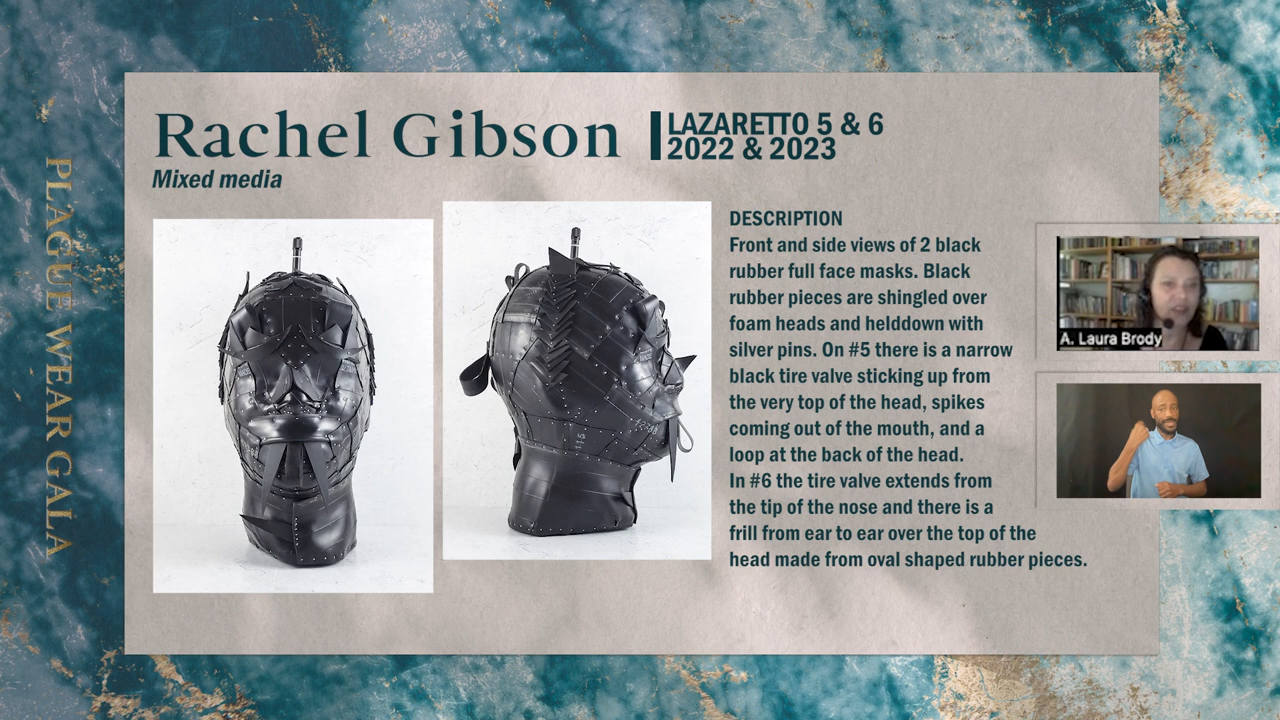 PLAGUE WEAR GALA
Rachel Gibson
LAZARETTO 5 & 6
2022 & 2023
Mixed media
DESCRIPTION
Front and side views of 2 black
rubber full face masks. Black
rubber pieces are shingled over
foam heads and helddown with
silver pins. On #5 there is a narrow
black tire valve sticking up from
the very top of the head, spikes
coming out of the mouth, and a
loop at the back of the head.
In #6 the tire valve extends from
the tip of the nose and there is a
frill from ear to ear over the top of the
head made from oval shaped rubber pieces.
A. Laura Brody